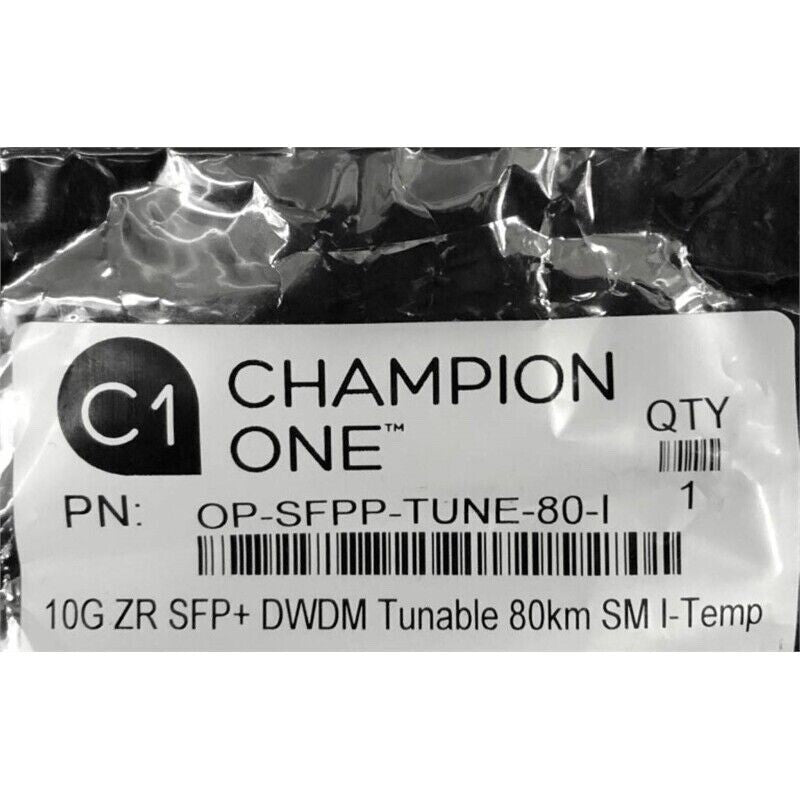 C1
CHAMPION
ONE™
QTY
1
PN: OP-SFPP-TUNE-80-I
10G ZR SFP+ DWDM Tunable 80km SM I-Temp